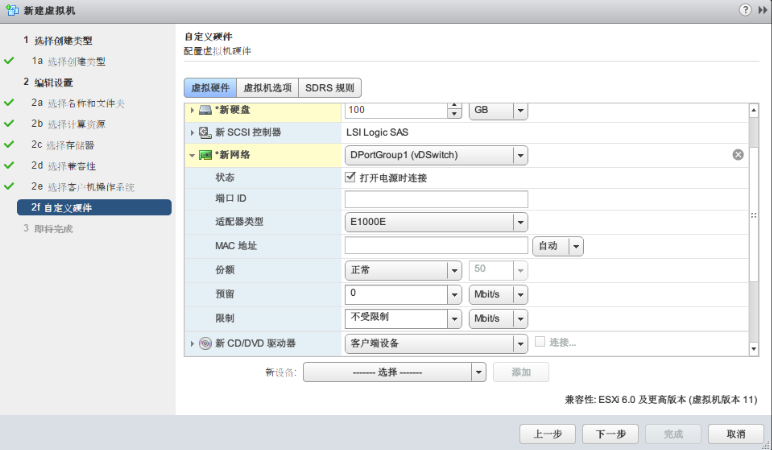 新建虚拟机
1 选择创建类型
1a 选择创建类型
2 编辑设置
2a 选择名称和文件夹
2b 选择计算资源
2c 选择存储器
2d 选择兼容性
2e 选择客户机操作系统
2f 自定义硬件
3 即将完成
自定义硬件
配置虚拟机硬件
虚拟硬件 虚拟机选项 SDRS 规则
*新硬盘 100 GB
新 SCSI 控制器 LSI Logic SAS
*新网络 DPortGroup1 (vDSwitch)
状态 打开电源时连接
端口 ID
适配器类型 E1000E
MAC 地址 自动
份额 正常 50
预留 0 Mbit/s
限制 不受限制 Mbit/s
新 CD/DVD 驱动器 客户端设备 连接...
新设备: ------- 选择 ------- 添加
兼容性: ESXi 6.0 及更高版本 (虚拟机版本 11)
上一步 下一步 完成 取消